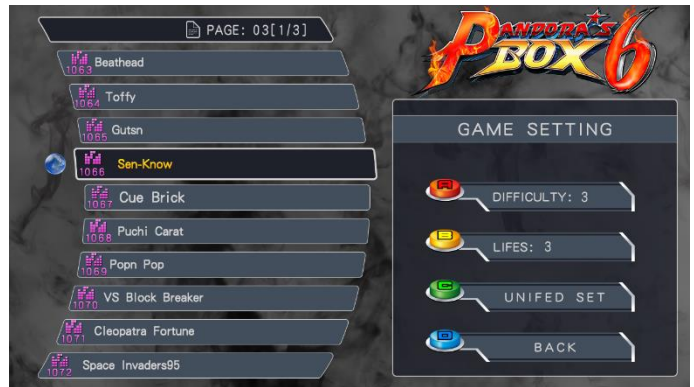 PAGE: 03[1/3]
1063 Beathead
1064 Toffy
1065 Gutsn
1066 Sen-Know
1067 Cue Brick
1068 Puchi Carat
1069 Popn Pop
1070 VS Block Breaker
1071 Cleopatra Fortune
1072 Space Invaders95
PANDORA'S
BOX 6
GAME SETTING
A DIFFICULTY: 3
B LIFES: 3
C UNIFED SET
D BACK